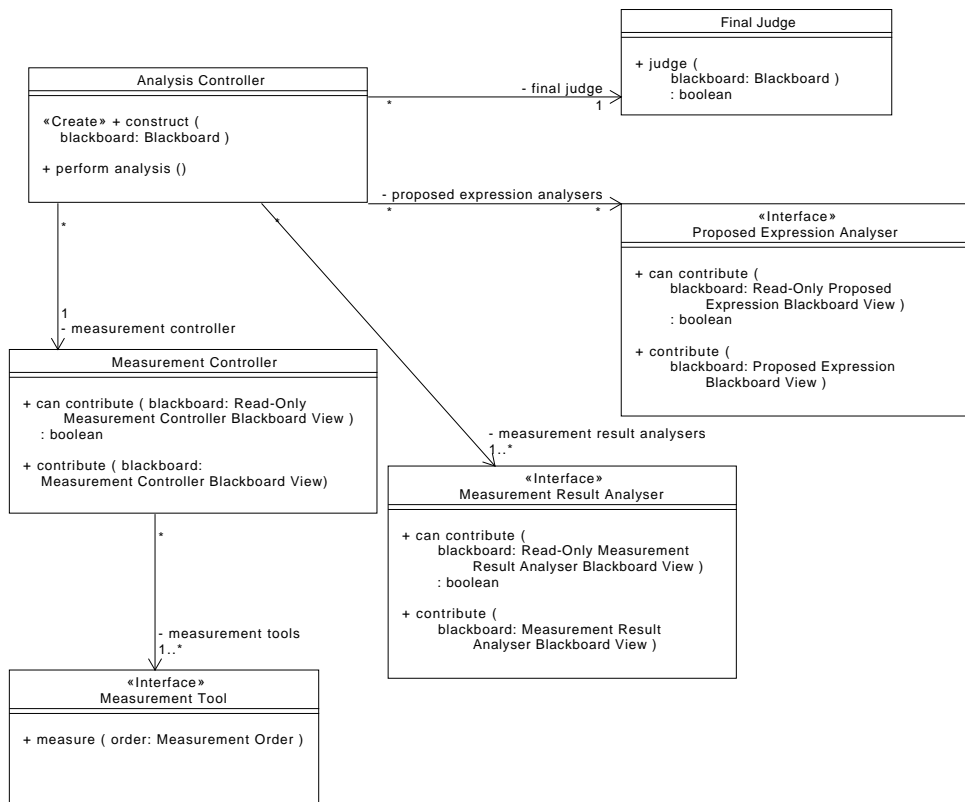 Final Judge
+ judge (
blackboard: Blackboard )
: boolean
Analysis Controller
«Create» + construct (
blackboard: Blackboard )
+ perform analysis ()
- final judge
*
1
- proposed expression analysers
*
*
«Interface»
Proposed Expression Analyser
+ can contribute (
blackboard: Read-Only Proposed
Expression Blackboard View )
: boolean
+ contribute (
blackboard: Proposed Expression
Blackboard View )
*
*
1
- measurement controller
Measurement Controller
+ can contribute ( blackboard: Read-Only
Measurement Controller Blackboard View )
: boolean
+ contribute ( blackboard:
Measurement Controller Blackboard View)
- measurement result analysers
1..*
«Interface»
Measurement Result Analyser
+ can contribute (
blackboard: Read-Only Measurement
Result Analyser Blackboard View )
: boolean
+ contribute (
blackboard: Measurement Result
Analyser Blackboard View )
*
- measurement tools
1..*
«Interface»
Measurement Tool
+ measure ( order: Measurement Order )